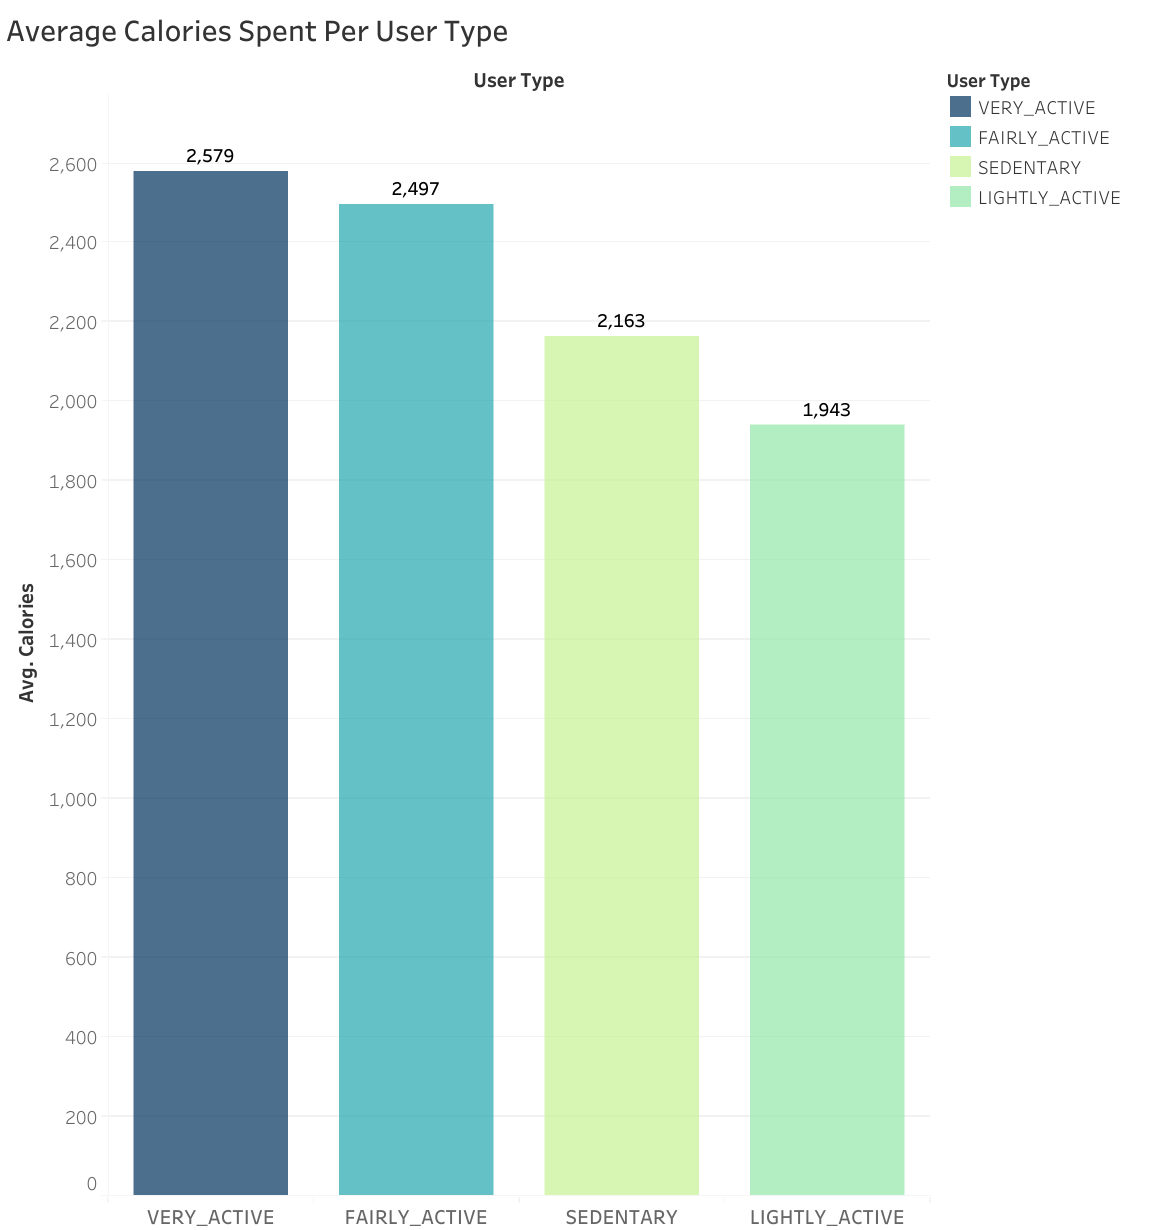 Average Calories Spent Per User Type
User Type
User Type
VERY_ACTIVE
FAIRLY_ACTIVE
SEDENTARY
LIGHTLY_ACTIVE
Avg. Calories
2,600
2,400
2,200
2,000
1,800
1,600
1,400
1,200
1,000
800
600
400
200
0
2,579
2,497
2,163
1,943
VERY_ACTIVE
FAIRLY_ACTIVE
SEDENTARY
LIGHTLY_ACTIVE